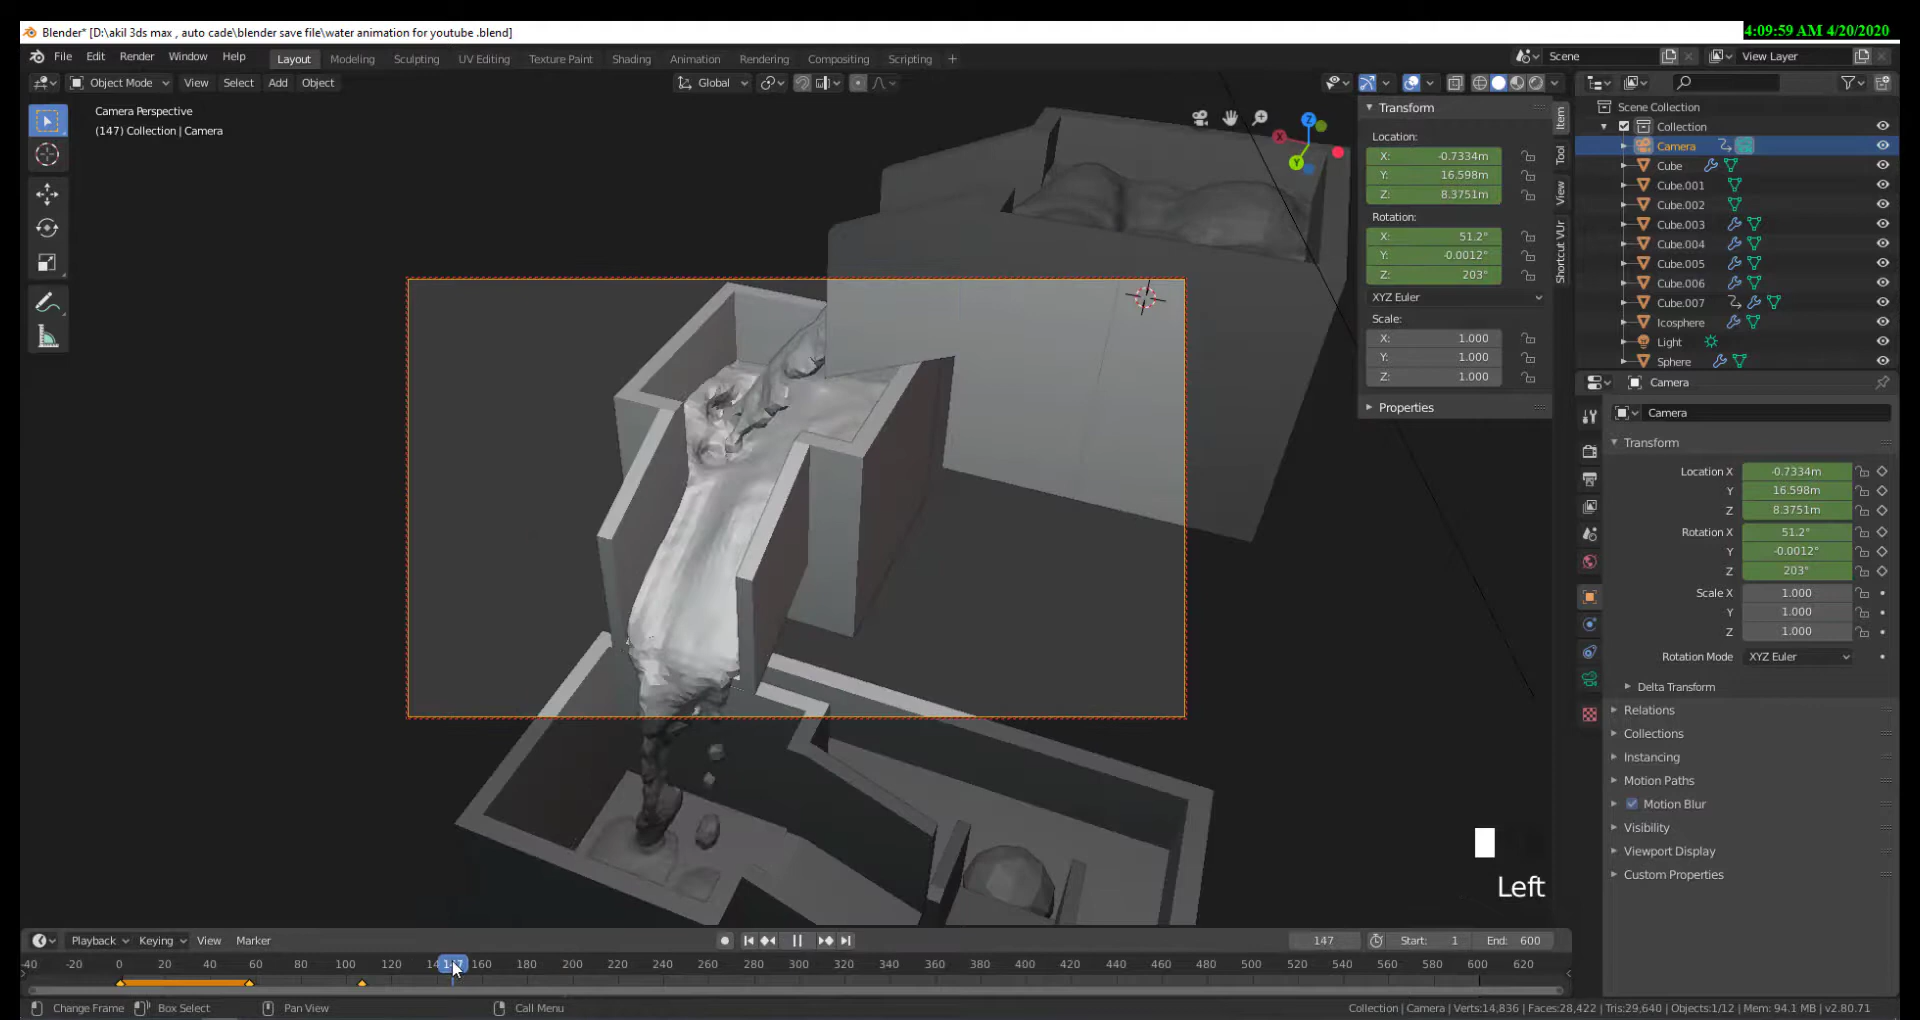 Blender* [D:\akil 3ds max , auto cade\blender save file\water animation for youtube .blend]
4:09:59 AM 4/20/2020
File Edit Render Window Help Layout Modeling Sculpting UV Editing Texture Paint Shading Animation Rendering Compositing Scripting + Scene View Layer
Object Mode View Select Add Object Global
Camera Perspective
(147) Collection | Camera
Transform
Location:
X: -0.7334m
Y: 16.598m
Z: 8.3751m
Rotation:
X: 51.2°
Y: -0.0012°
Z: 203°
XYZ Euler
Scale:
X: 1.000
Y: 1.000
Z: 1.000
Properties
Item
Tool
View
Shortcut VUr
X
Y
Z
Scene Collection
Collection
Camera
Cube
Cube.001
Cube.002
Cube.003
Cube.004
Cube.005
Cube.006
Cube.007
Icosphere
Light
Sphere
Camera
Camera
Transform
Location X -0.7334m
Y 16.598m
Z 8.3751m
Rotation X 51.2°
Y -0.0012°
Z 203°
Scale X 1.000
Y 1.000
Z 1.000
Rotation Mode XYZ Euler
Delta Transform
Relations
Collections
Instancing
Motion Paths
Motion Blur
Visibility
Viewport Display
Custom Properties
Left
Playback Keying View Marker 147 Start: 1 End: 600
-20 0 20 40 60 80 100 120 147 160 180 200 220 240 260 280 300 320 340 360 380 400 420 440 460 480 500 520 540 560 580 600 620
Change Frame Box Select Pan View Call Menu Collection | Camera | Verts:14,836 | Faces:28,422 | Tris:29,640 | Objects:1/12 | Mem: 94.1 MB | v2.80.71